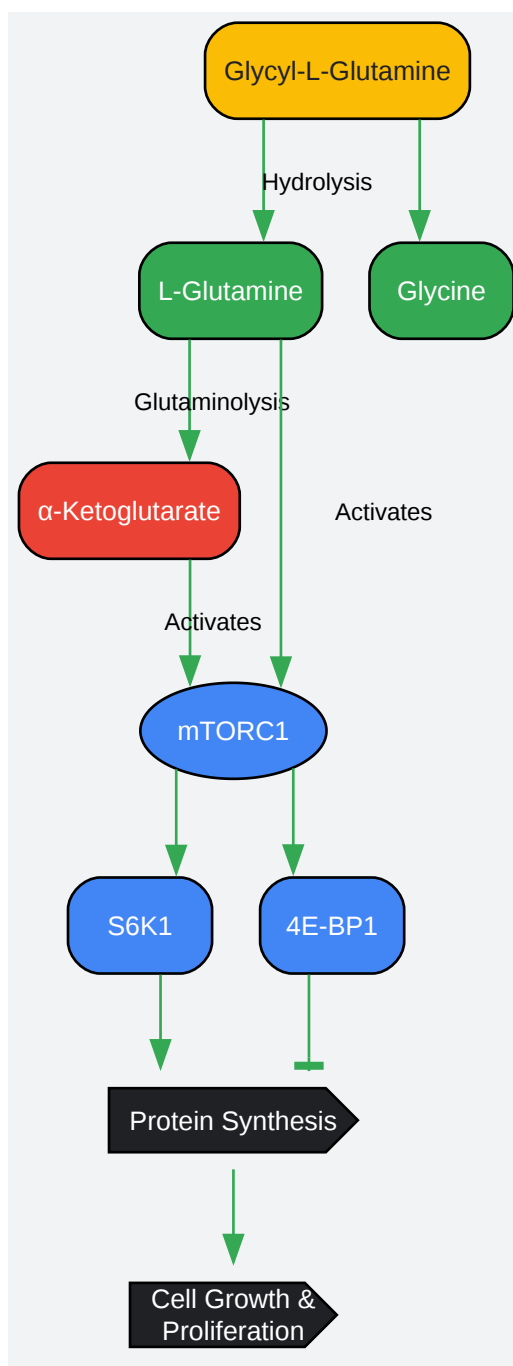 Glycyl-L-Glutamine
Hydrolysis
L-Glutamine
Glycine
Glutaminolysis
α-Ketoglutarate
Activates
Activates
mTORC1
S6K1
4E-BP1
Protein Synthesis
Cell Growth &
Proliferation